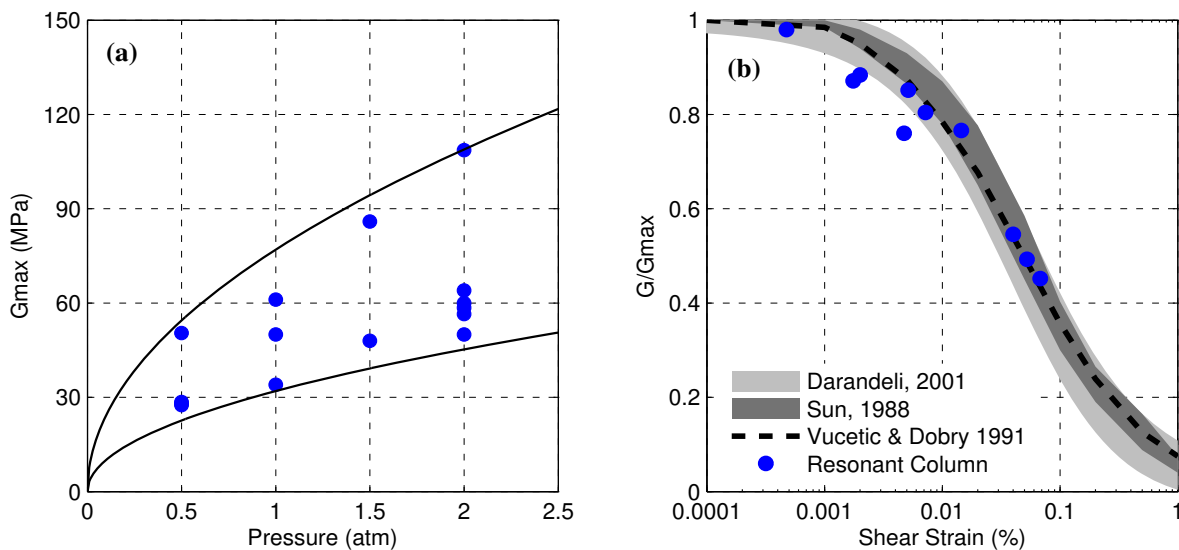 (a)
Gmax (MPa)
150
120
90
60
30
0
0 0.5 1 1.5 2 2.5
Pressure (atm)
(b)
G/Gmax
1
0.8
0.6
0.4
0.2
0
Darandeli, 2001
Sun, 1988
Vucetic & Dobry 1991
Resonant Column
0.0001 0.001 0.01 0.1 1
Shear Strain (%)